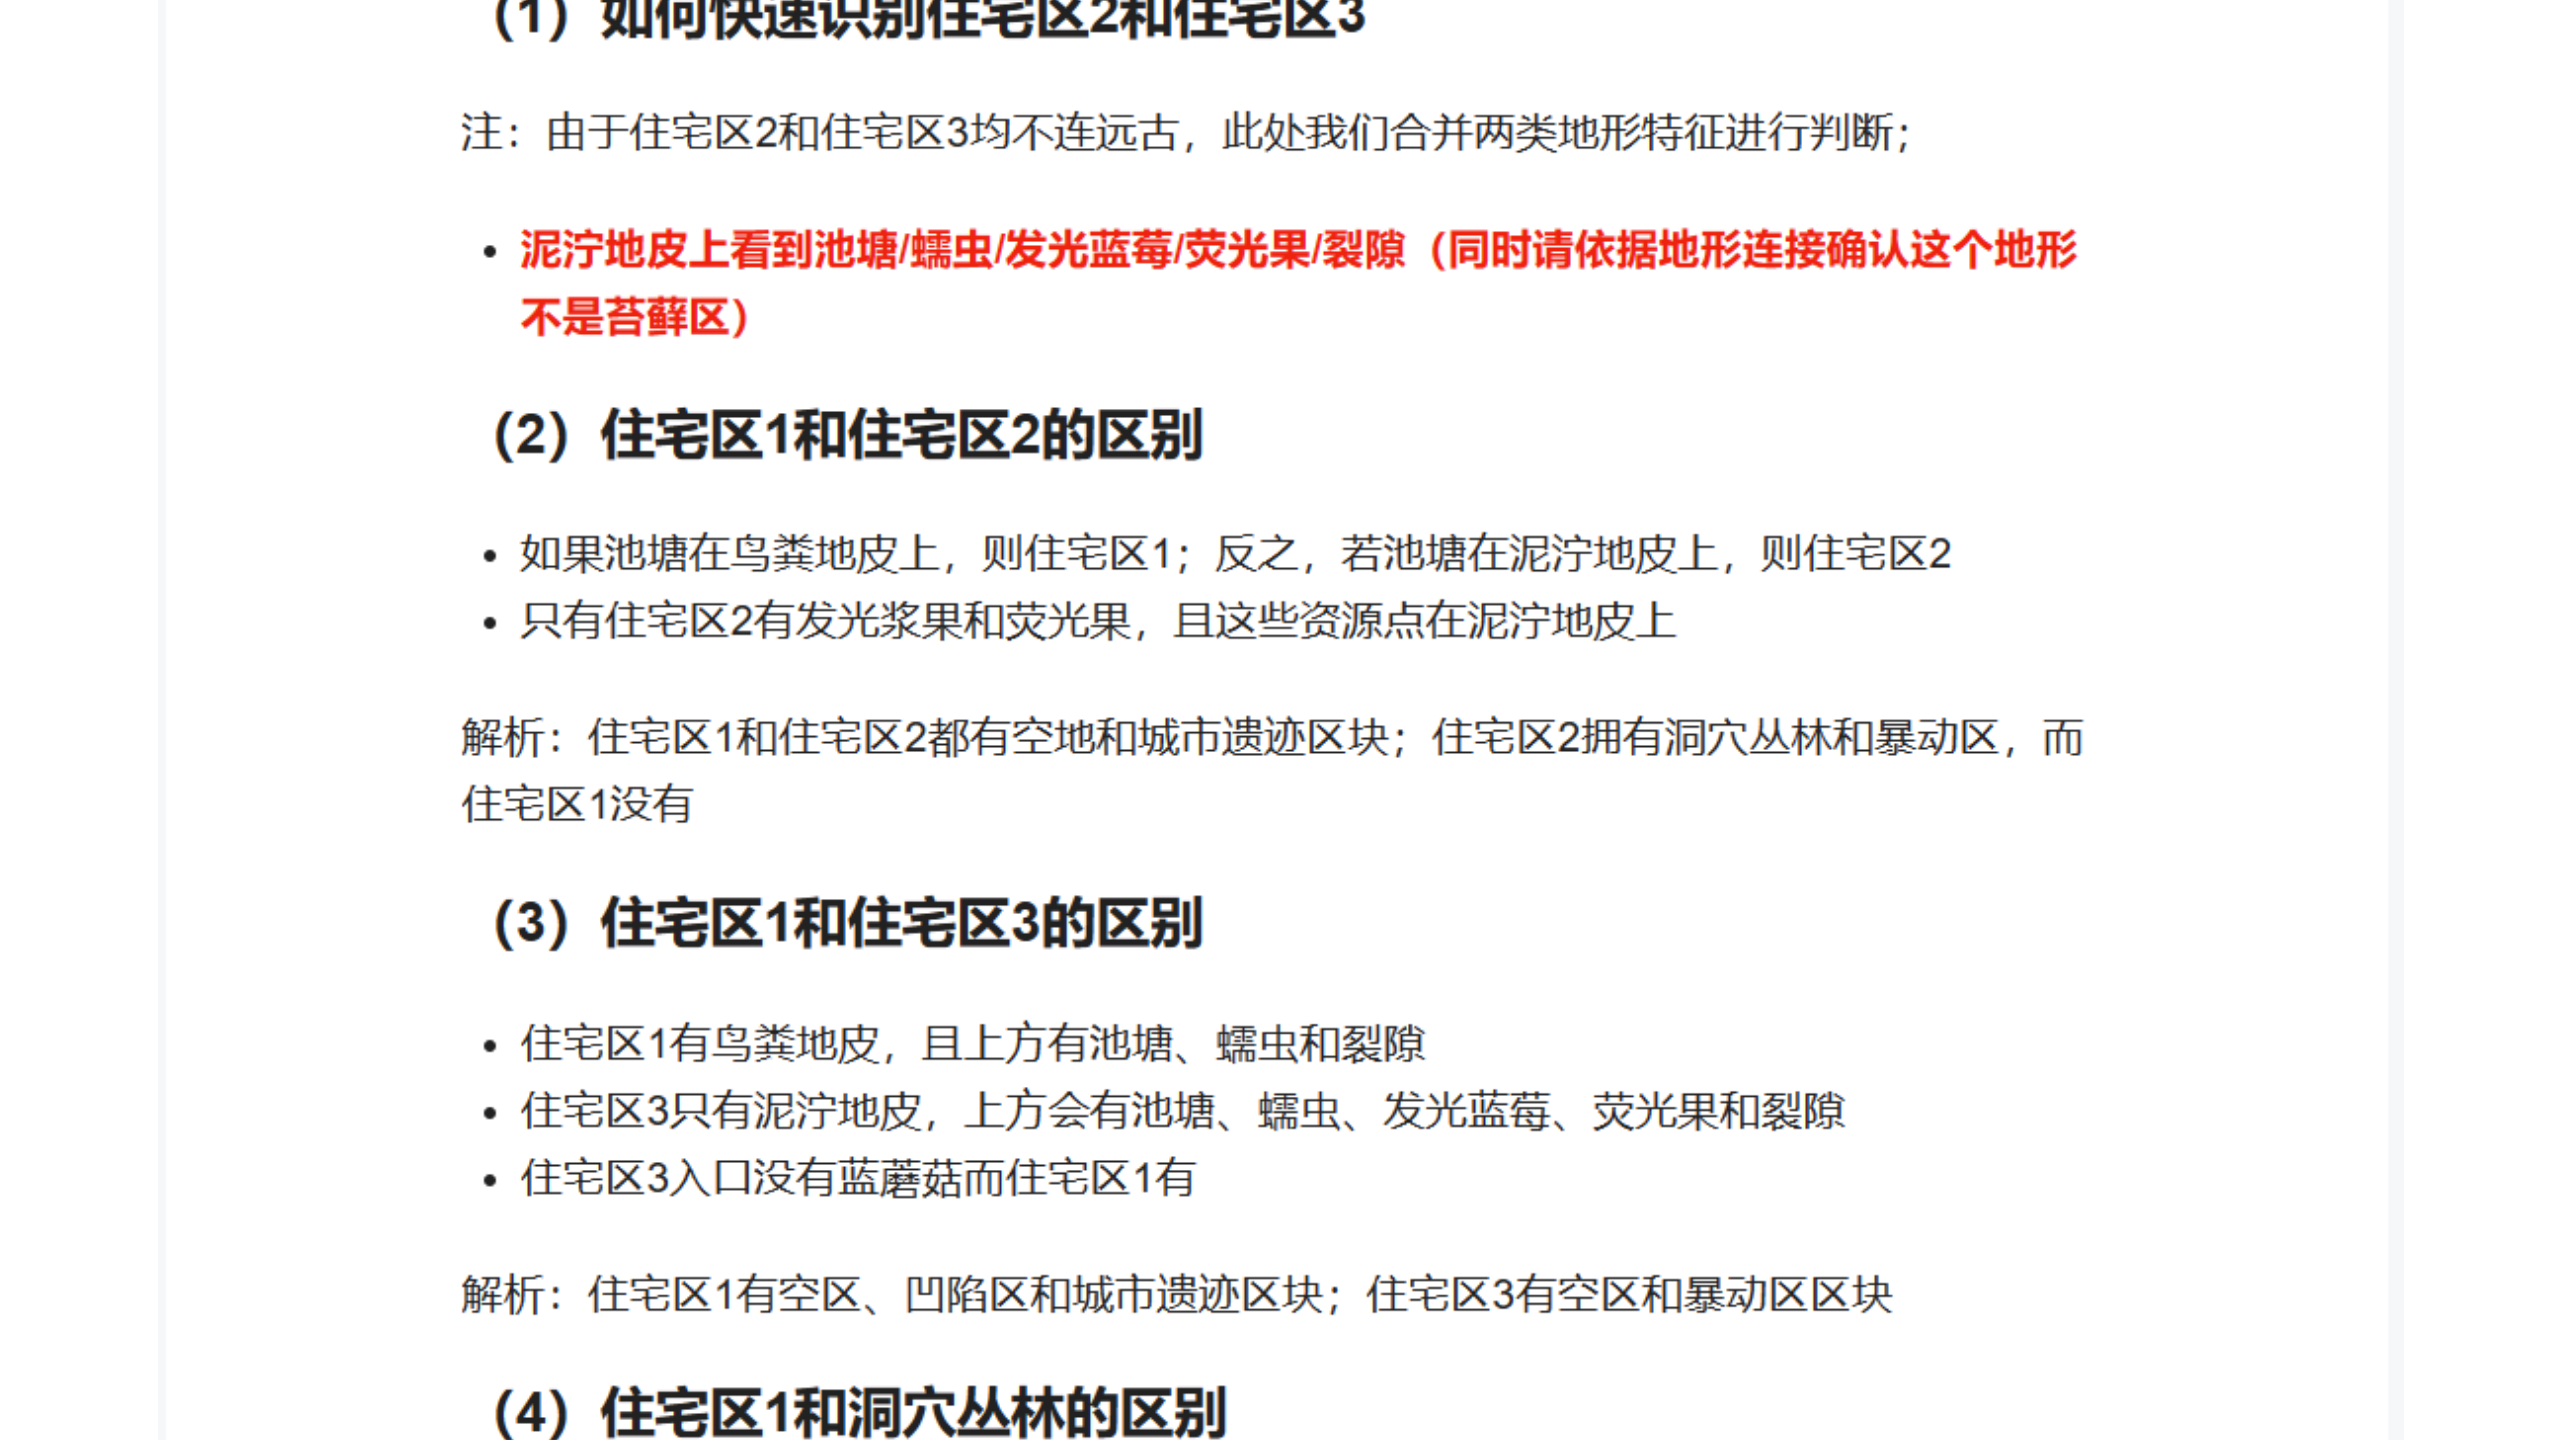 （1）如何快速识别住宅区2和住宅区3
注：由于住宅区2和住宅区3均不连远古，此处我们合并两类地形特征进行判断；
• 泥泞地皮上看到池塘/蠕虫/发光蓝莓/荧光果/裂隙（同时请依据地形连接确认这个地形
不是苔藓区）
（2）住宅区1和住宅区2的区别
• 如果池塘在鸟粪地皮上，则住宅区1；反之，若池塘在泥泞地皮上，则住宅区2
• 只有住宅区2有发光浆果和荧光果，且这些资源点在泥泞地皮上
解析：住宅区1和住宅区2都有空地和城市遗迹区块；住宅区2拥有洞穴丛林和暴动区，而
住宅区1没有
（3）住宅区1和住宅区3的区别
• 住宅区1有鸟粪地皮，且上方有池塘、蠕虫和裂隙
• 住宅区3只有泥泞地皮，上方会有池塘、蠕虫、发光蓝莓、荧光果和裂隙
• 住宅区3入口没有蓝蘑菇而住宅区1有
解析：住宅区1有空区、凹陷区和城市遗迹区块；住宅区3有空区和暴动区区块
（4）住宅区1和洞穴丛林的区别